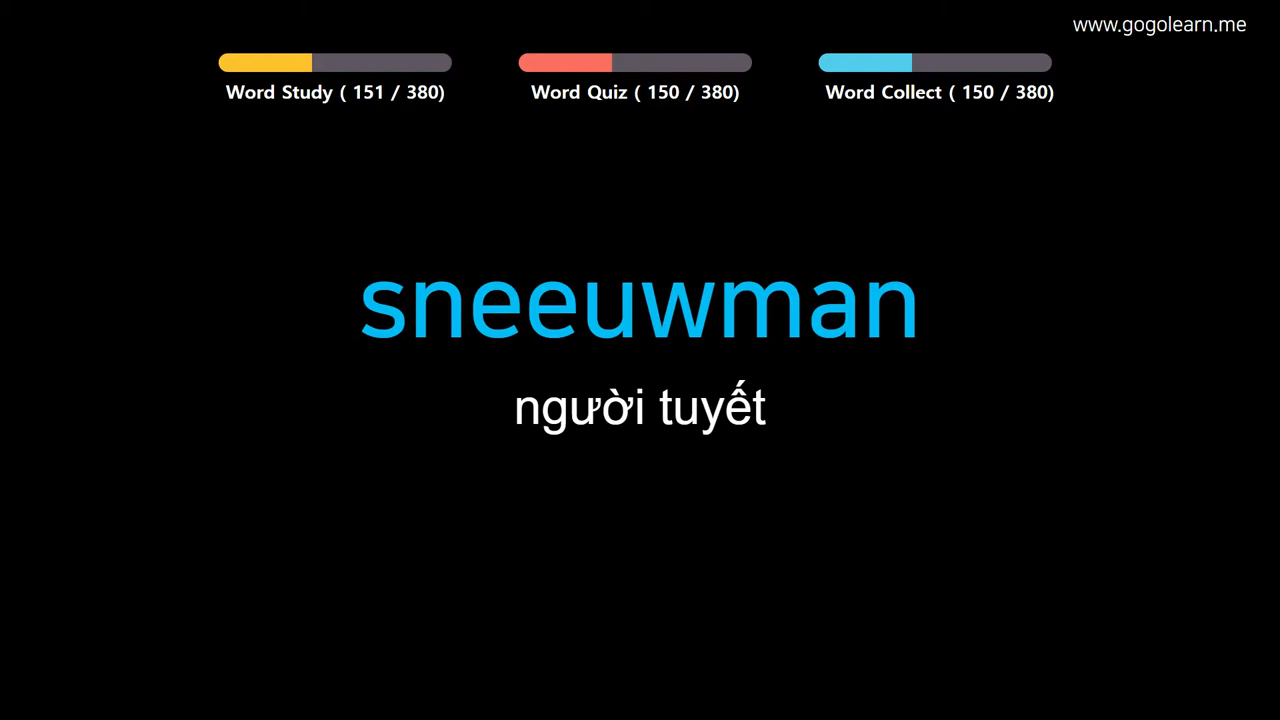 www.gogolearn.me
Word Study ( 151 / 380)
Word Quiz ( 150 / 380)
Word Collect ( 150 / 380)
sneeuwman
người tuyết